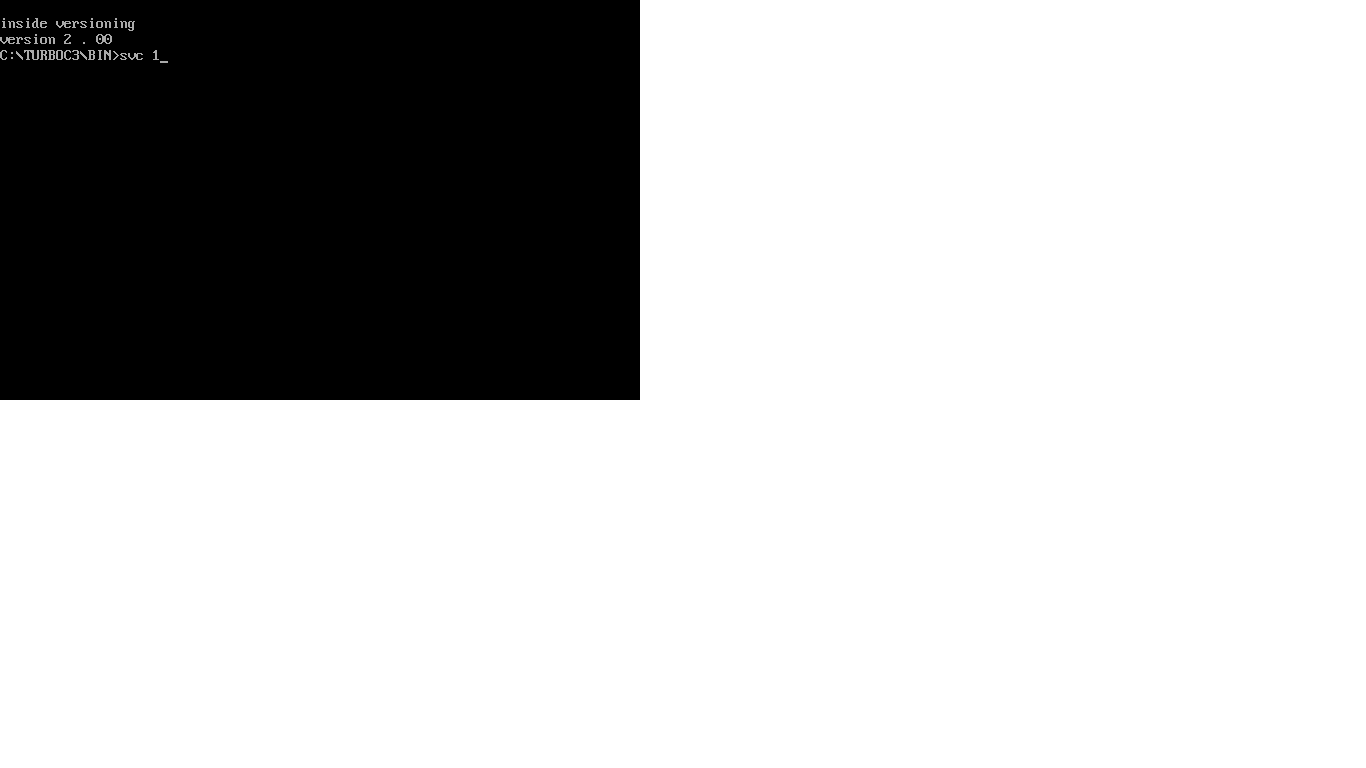 inside versioning
version 2 . 00
C:\TURBOC3\BIN>svc 1_